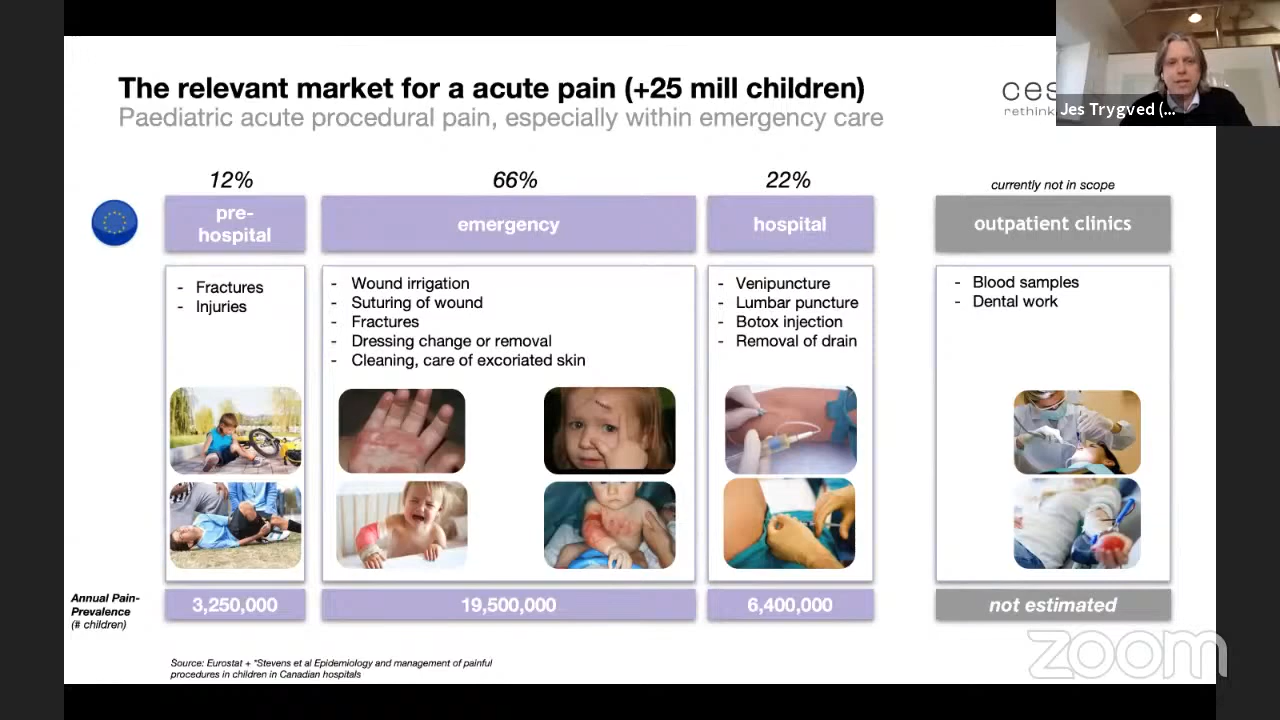 The relevant market for a acute pain (+25 mill children)
Paediatric acute procedural pain, especially within emergency care
ces
rethink
Jes Trygved (...
12%
66%
22%
currently not in scope
pre-
hospital
emergency
hospital
outpatient clinics
- Fractures
- Injuries
- Wound irrigation
- Suturing of wound
- Fractures
- Dressing change or removal
- Cleaning, care of excoriated skin
- Venipuncture
- Lumbar puncture
- Botox injection
- Removal of drain
- Blood samples
- Dental work
Annual Pain-
Prevalence
(# children)
3,250,000
19,500,000
6,400,000
not estimated
Source: Eurostat + *Stevens et al Epidemiology and management of painful
procedures in children in Canadian hospitals
zoom